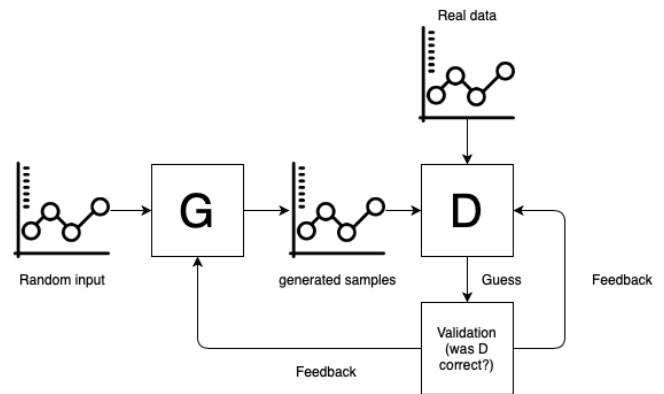 Real data
G
D
Random input
generated samples
Guess
Feedback
Validation
(was D
correct?)
Feedback